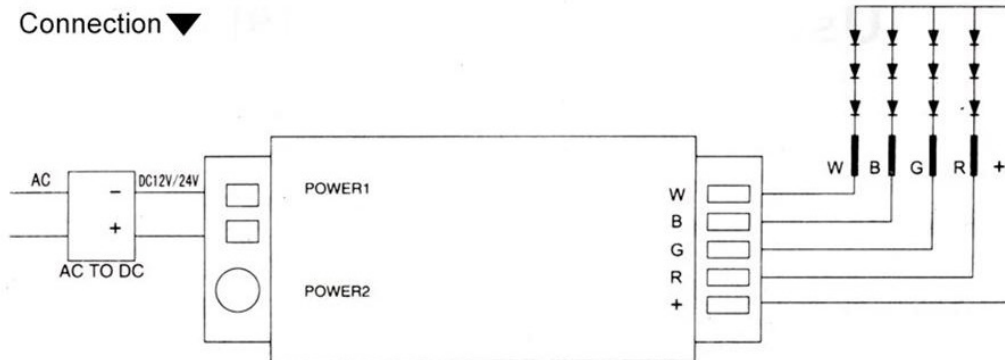 Connection
W B G R +
AC DC12V/24V
-
+
AC TO DC
POWER1
POWER2
W
B
G
R
+